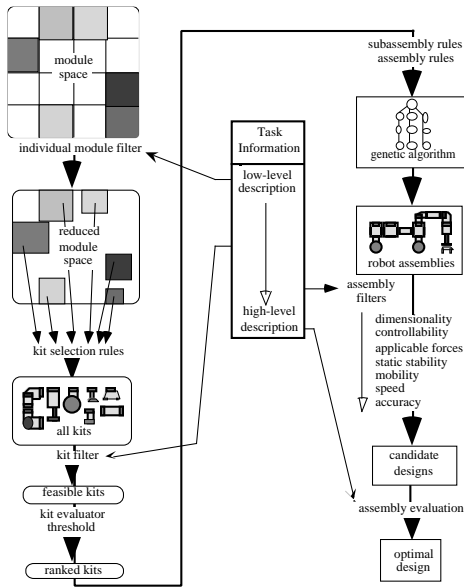 module
space
individual module filter
reduced
module
space
kit selection rules
all kits
kit filter
feasible kits
kit evaluator
threshold
ranked kits
Task
Information
low-level
description
high-level
description
subassembly rules
assembly rules
genetic algorithm
robot assemblies
assembly
filters
dimensionality
controllability
applicable forces
static stability
mobility
speed
accuracy
candidate
designs
assembly evaluation
optimal
design